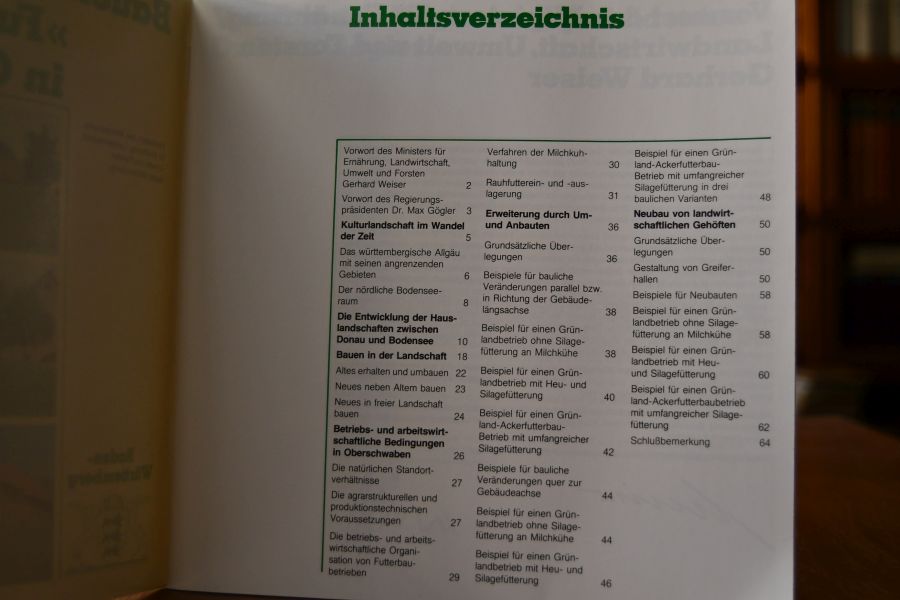 Inhaltsverzeichnis
Vorwort des Ministers für
Ernährung, Landwirtschaft,
Umwelt und Forsten
Gerhard Weiser 2
Vorwort des Regierungs-
präsidenten Dr. Max Gögler 3
Kulturlandschaft im Wandel
der Zeit 5
Das württembergische Allgäu
mit seinen angrenzenden
Gebieten 6
Der nördliche Bodensee-
raum 8
Die Entwicklung der Haus-
landschaften zwischen
Donau und Bodensee 10
Bauen in der Landschaft 18
Altes erhalten und umbauen 22
Neues neben Altem bauen 23
Neues in freier Landschaft
bauen 24
Betriebs- und arbeitswirt-
schaftliche Bedingungen
in Oberschwaben 26
Die natürlichen Standort-
verhältnisse 27
Die agrarstrukturellen und
produktionstechnischen
Voraussetzungen 27
Die betriebs- und arbeits-
wirtschaftliche Organi-
sation von Futterbau-
betrieben 29
Verfahren der Milchkuh-
haltung 30
Rauhfutterein- und -aus-
lagerung 31
Erweiterung durch Um-
und Anbauten 36
Grundsätzliche Über-
legungen 36
Beispiele für bauliche
Veränderungen parallel bzw.
in Richtung der Gebäude-
längsachse 38
Beispiel für einen Grün-
landbetrieb ohne Silage-
fütterung an Milchkühe 38
Beispiel für einen Grün-
landbetrieb mit Heu- und
Silagefütterung 40
Beispiel für einen Grün-
land-Ackerfutterbau-
Betrieb mit umfangreicher
Silagefütterung 42
Beispiele für bauliche
Veränderungen quer zur
Gebäudeachse 44
Beispiel für einen Grün-
landbetrieb ohne Silage-
fütterung an Milchkühe 44
Beispiel für einen Grün-
landbetrieb mit Heu- und
Silagefütterung 46
Beispiel für einen Grün-
land-Ackerfutterbau-
Betrieb mit umfangreicher
Silagefütterung in drei
baulichen Varianten 48
Neubau von landwirt-
schaftlichen Gehöften 50
Grundsätzliche Über-
legungen 50
Gestaltung von Greifer-
hallen 50
Beispiele für Neubauten 58
Beispiel für einen Grün-
landbetrieb ohne Silage-
fütterung an Milchkühe 58
Beispiel für einen Grün-
landbetrieb mit Heu-
und Silagefütterung 60
Beispiel für einen Grün-
land-Ackerfutterbaubetrieb
mit umfangreicher Silage-
fütterung 62
Schlußbemerkung 64